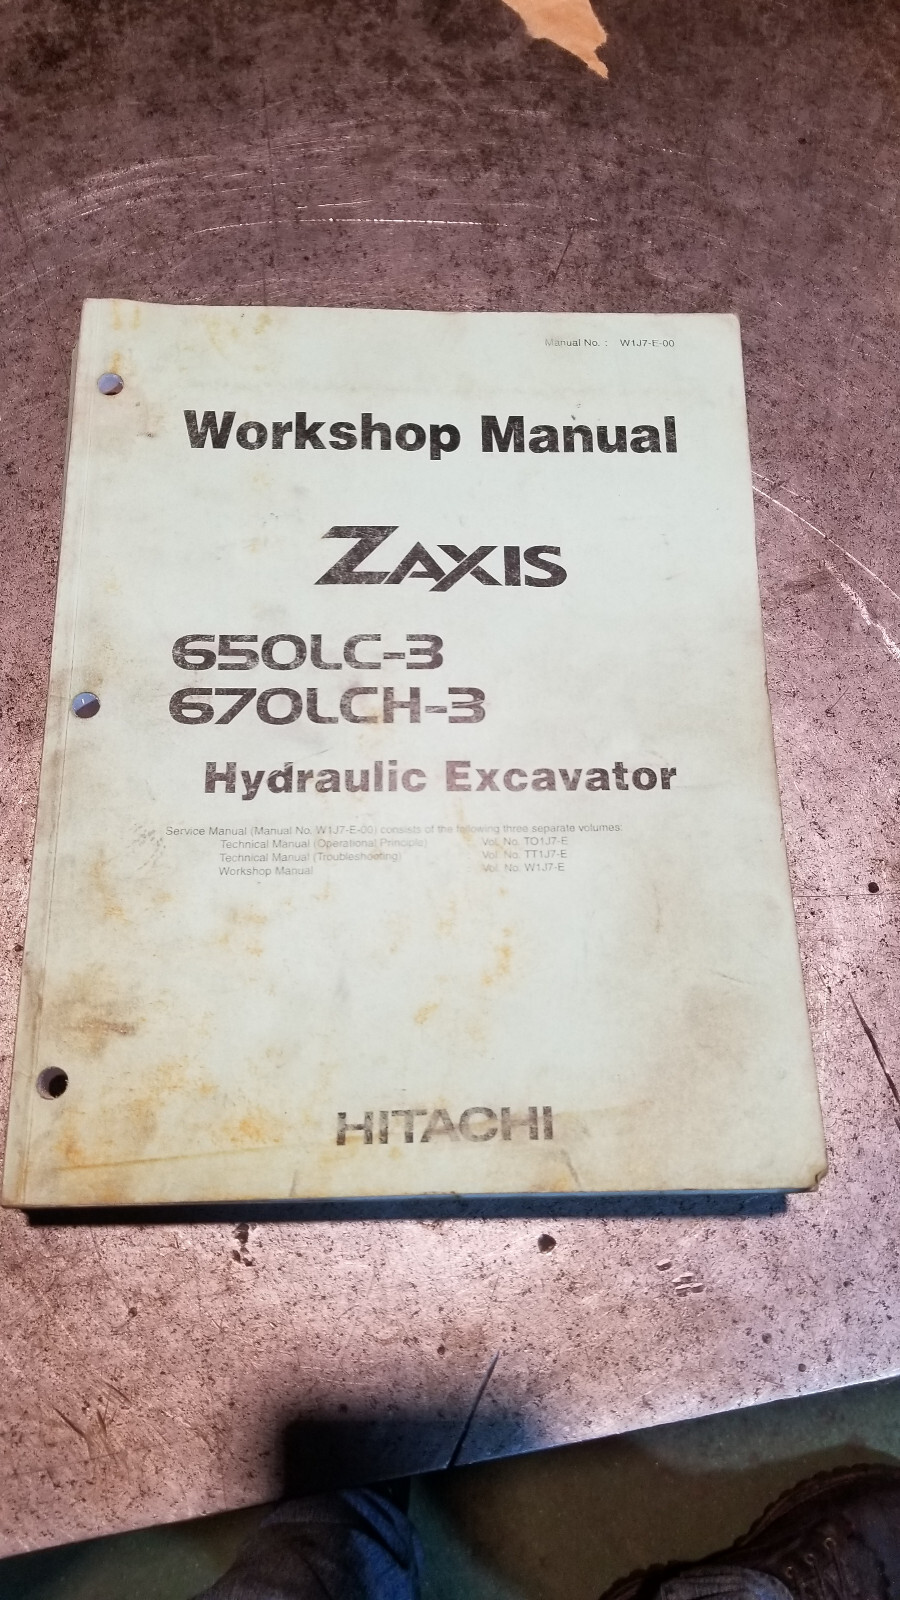 Manual No. : W1J7-E-00
Workshop Manual
ZAXIS
650LC-3
670LCH-3
Hydraulic Excavator
Service Manual (Manual No. W1J7-E-00) consists of the following three separate volumes:
Technical Manual (Operational Principle) Vol. No. TO1J7-E
Technical Manual (Troubleshooting) Vol. No. TT1J7-E
Workshop Manual Vol. No. W1J7-E
HITACHI